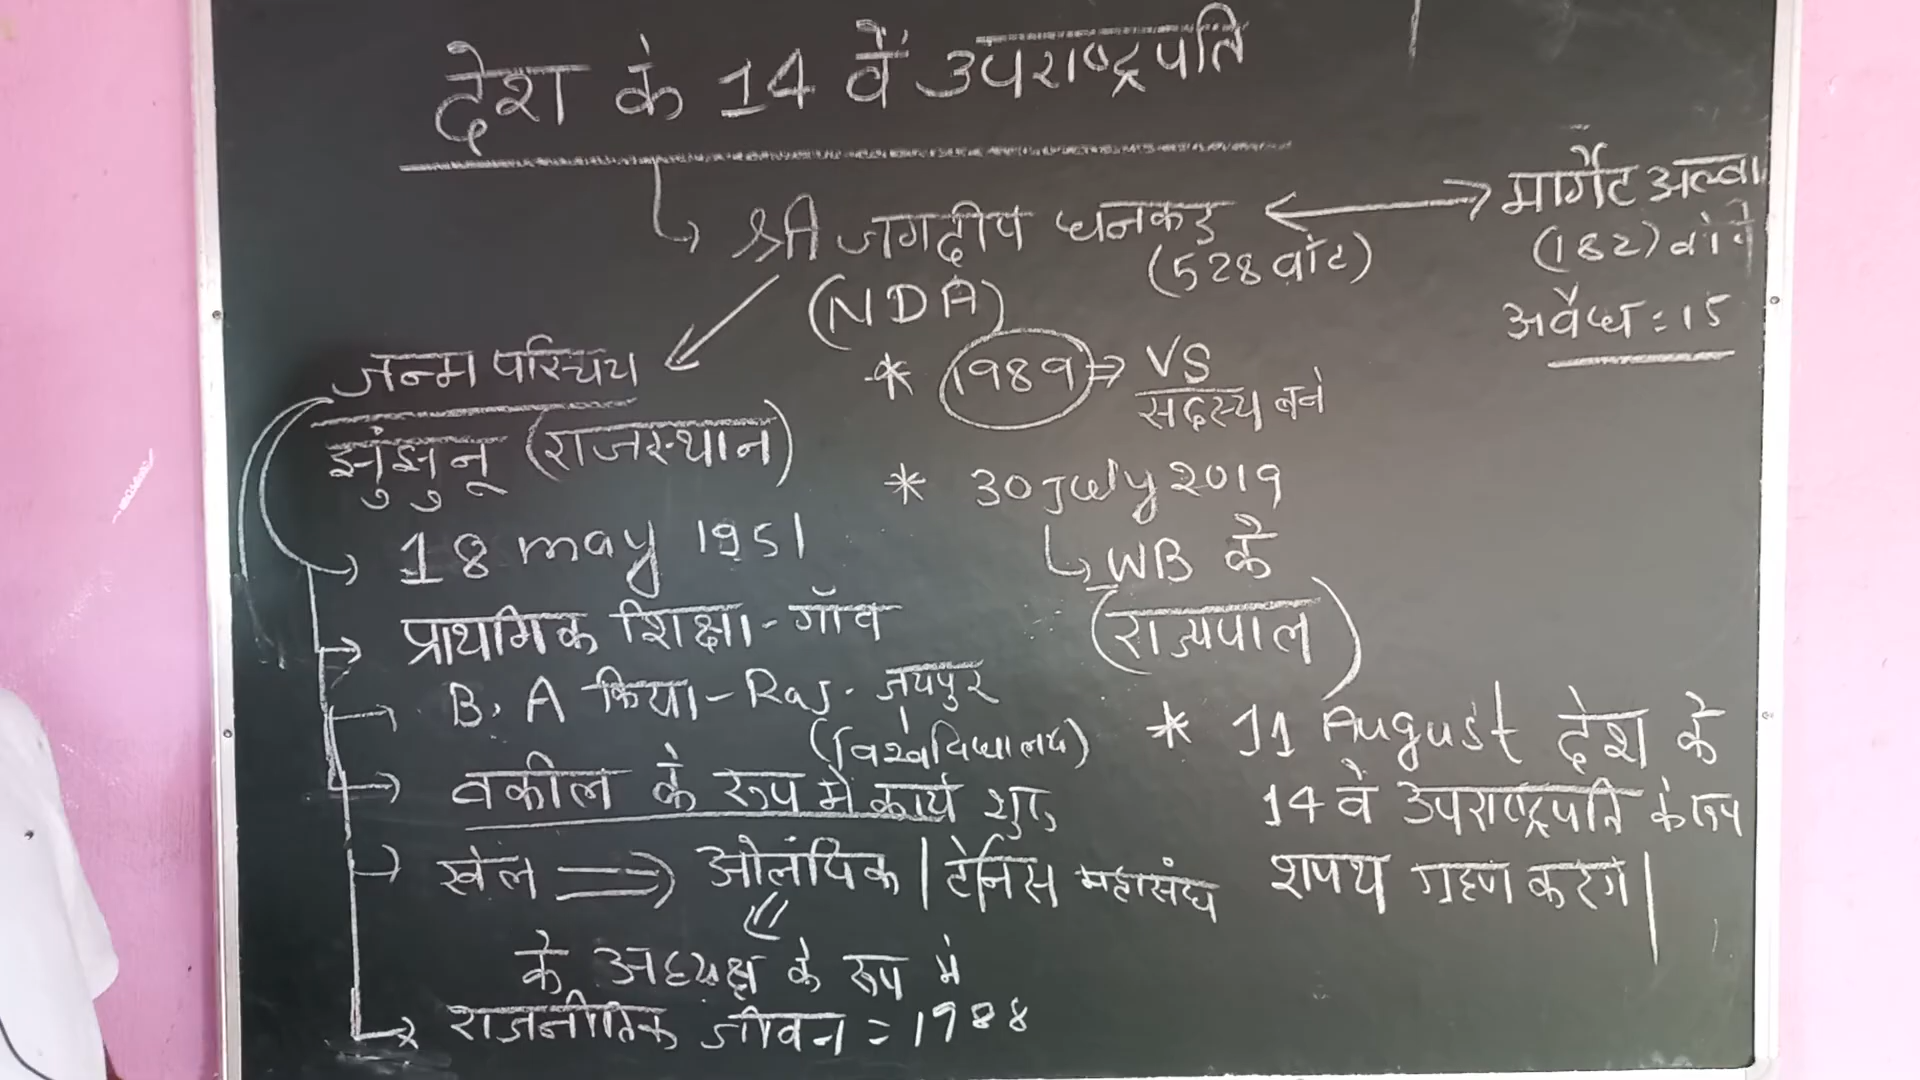 देश के 14 वें उपराष्ट्रपति
श्री जगदीप धनकड़
(528 वोट)
(NDA)
मार्गेट अल्वा
(182) वोट
अवैध = 15
जन्म परिचय
झुंझुनू (राजस्थान)
18 may 1951
प्राथमिक शिक्षा - गाँव
B.A किया - Raj. जयपुर
(विश्वविद्यालय)
वकील के रूप में कार्य शुरु
खेल ⇒ ओलंपिक | टेनिस महासंघ
के अध्यक्ष के रूप में
राजनीतिक जीवन = 1988
* 1989 ⇒ VS
सदस्य बने
* 30 July 2019
WB के
(राज्यपाल)
* 11 August देश के
14 वें उपराष्ट्रपति के रूप
शपथ ग्रहण करेंगे |